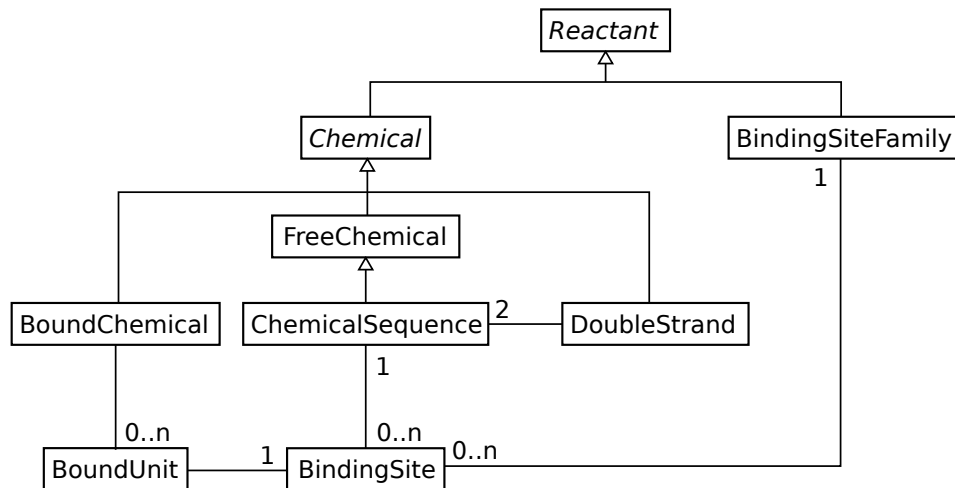 Reactant
Chemical
BindingSiteFamily
1
FreeChemical
BoundChemical
ChemicalSequence
2
DoubleStrand
1
0..n
0..n
0..n
BoundUnit
1
BindingSite